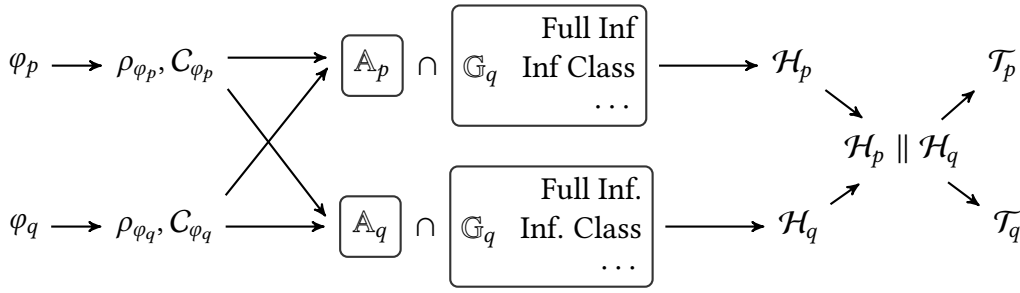 φ_p → ρ_{φ_p}, 𝒞_{φ_p} 𝔸_p ∩ 𝔾_q Full Inf Inf Class ... → ℋ_p 𝒯_p
ℋ_p ∥ ℋ_q
φ_q → ρ_{φ_q}, 𝒞_{φ_q} 𝔸_q ∩ 𝔾_q Full Inf. Inf. Class ... → ℋ_q 𝒯_q